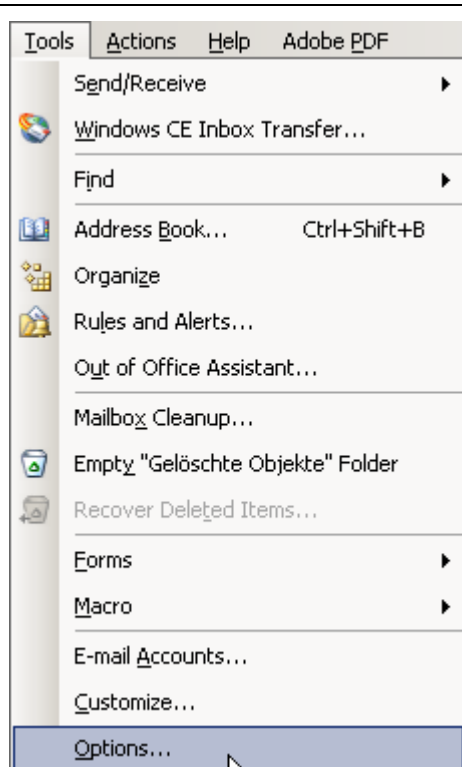 Tools Actions Help Adobe PDF
Send/Receive
Windows CE Inbox Transfer...
Find
Address Book... Ctrl+Shift+B
Organize
Rules and Alerts...
Out of Office Assistant...
Mailbox Cleanup...
Empty "Gelöschte Objekte" Folder
Recover Deleted Items...
Forms
Macro
E-mail Accounts...
Customize...
Options...